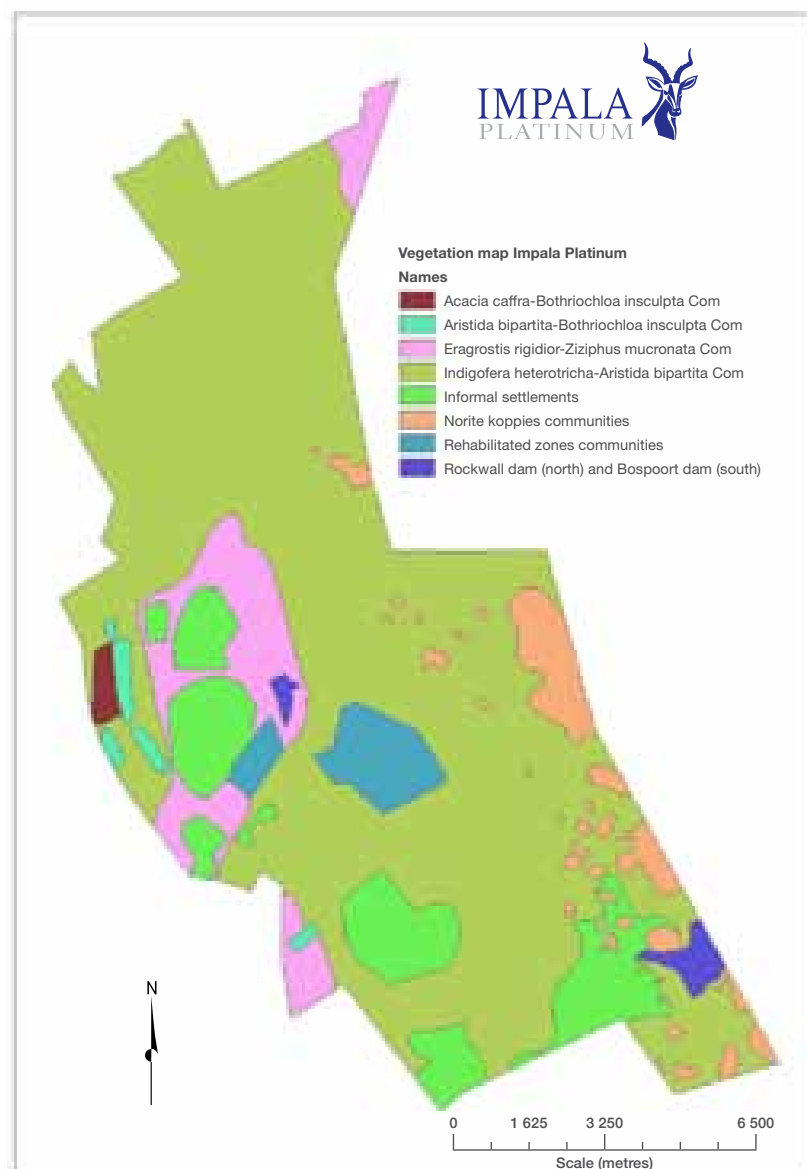 IMPALA
PLATINUM
Vegetation map Impala Platinum
Names
Acacia caffra-Bothriochloa insculpta Com
Aristida bipartita-Bothriochloa insculpta Com
Eragrostis rigidior-Ziziphus mucronata Com
Indigofera heterotricha-Aristida bipartita Com
Informal settlements
Norite koppies communities
Rehabilitated zones communities
Rockwall dam (north) and Bospoort dam (south)
N
0 1 625 3 250 6 500
Scale (metres)